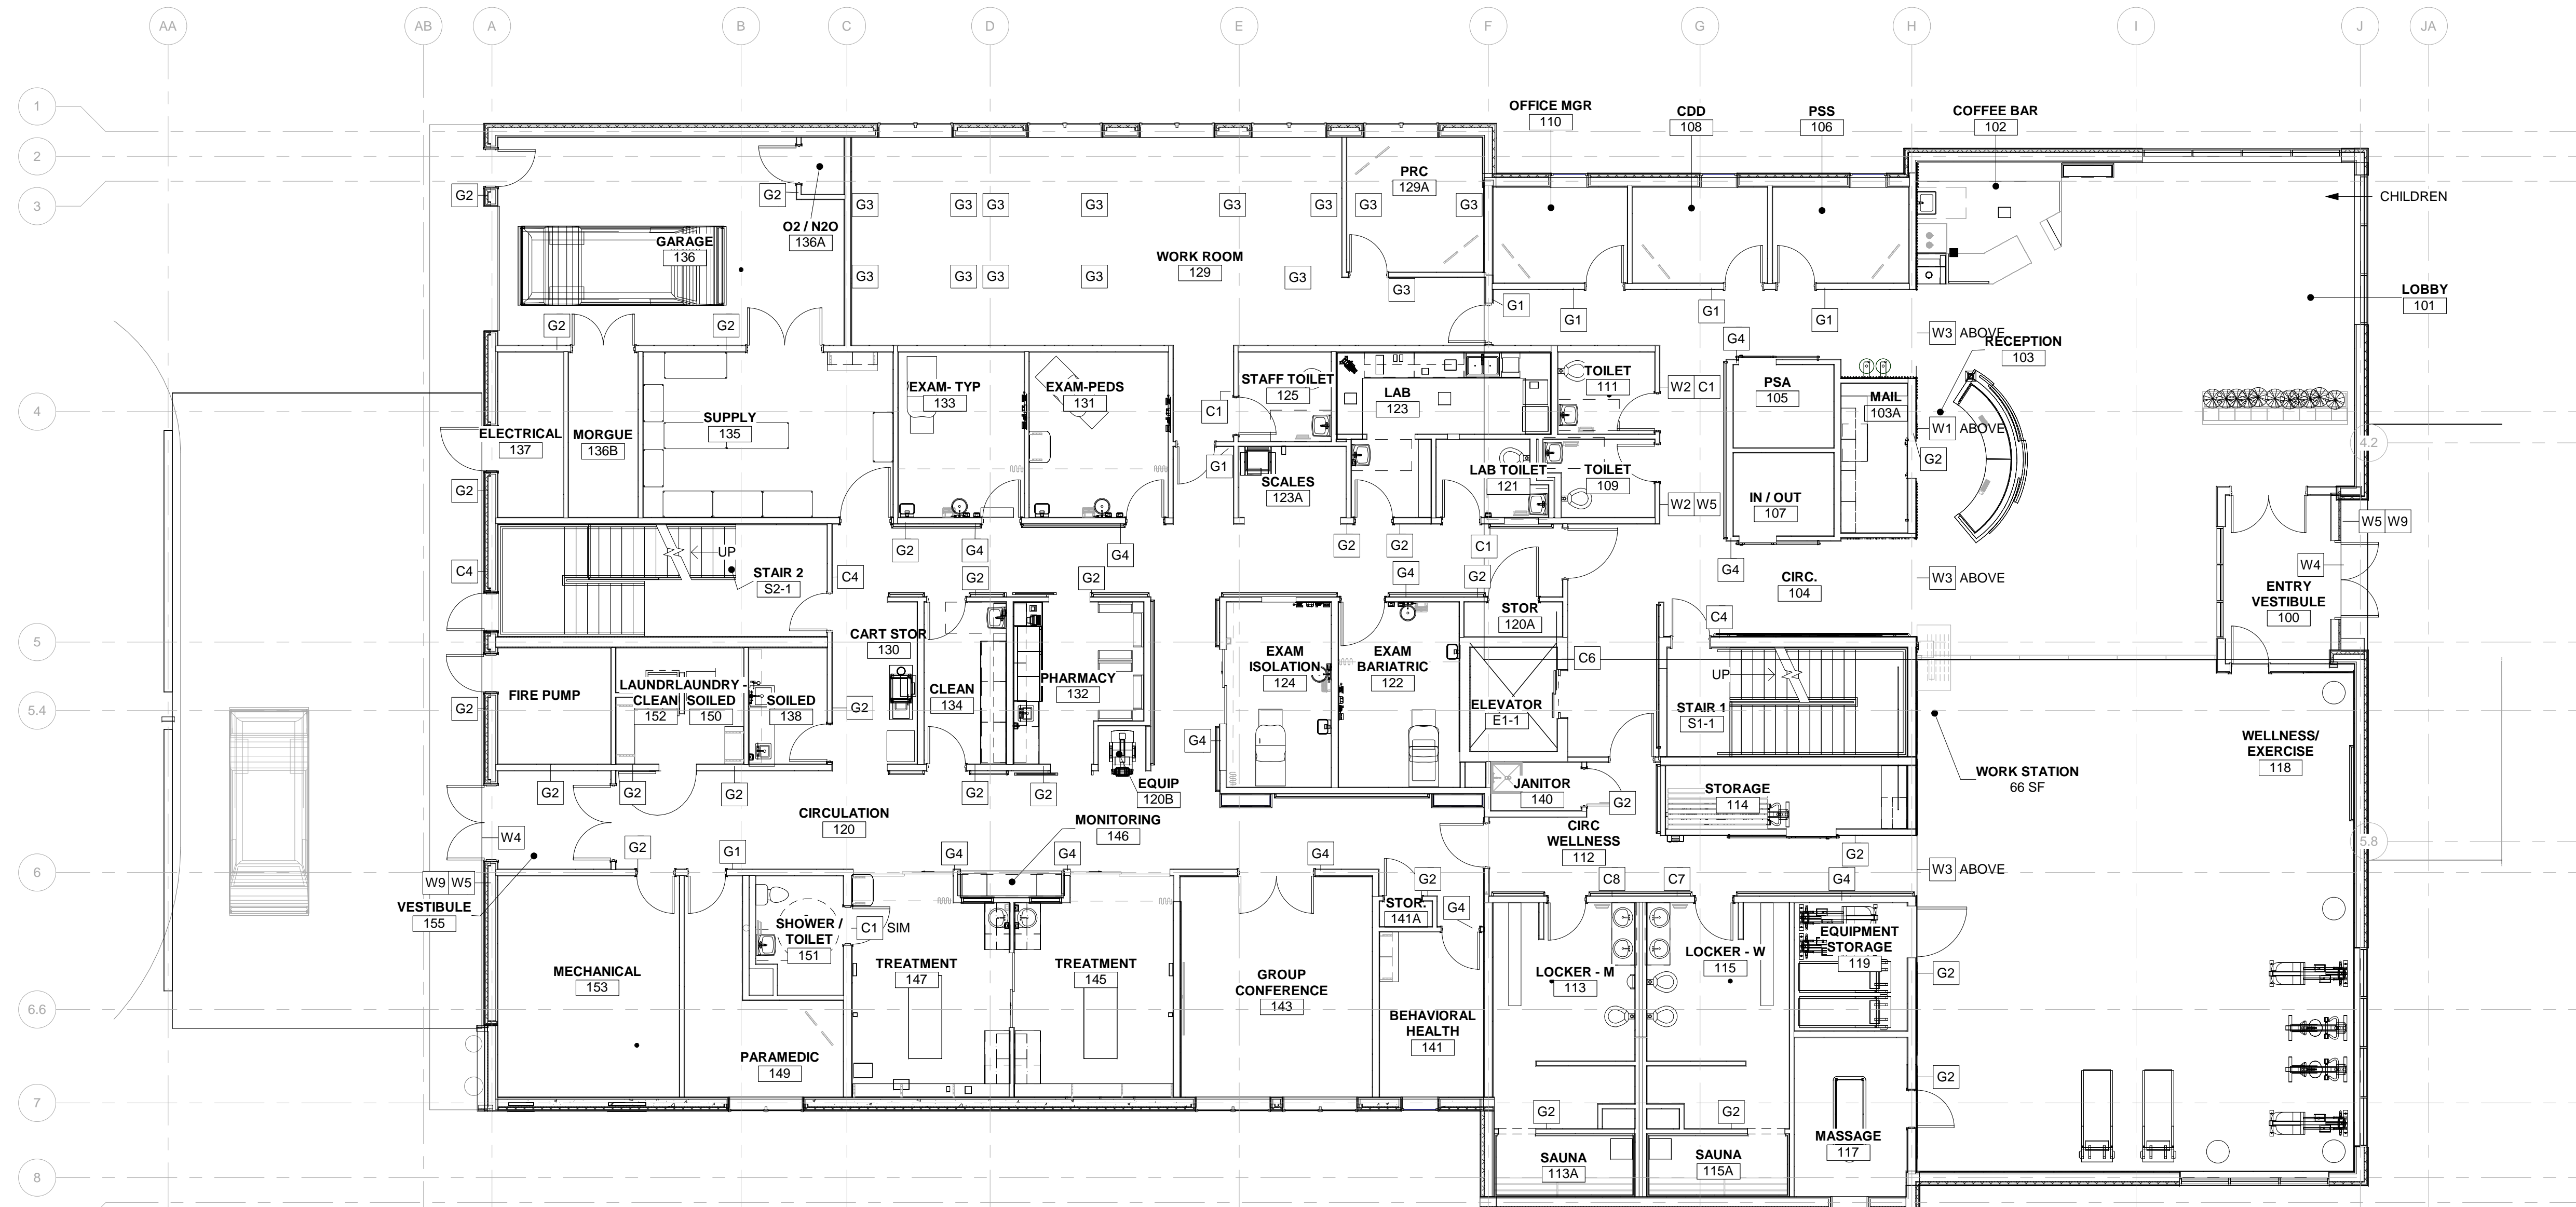 AA AB A B C D E F G H I J JA
1
OFFICE MGR
110
CDD
108
PSS
106
COFFEE BAR
102
2
G2
G2
PRC
129A
3
G3 G3 G3 G3 G3 G3 G3 G3
CHILDREN
O2 / N2O
136A
GARAGE
136
WORK ROOM
129
G3 G3 G3 G3 G3
G3
LOBBY
101
G1
G1
G1
G1
G2
G2
G4
W3 ABOVE
RECEPTION
103
EXAM- TYP
133
EXAM-PEDS
131
STAFF TOILET
125
LAB
123
TOILET
111
W2 C1
PSA
105
MAIL
103A
4
C1
SUPPLY
135
W1 ABOVE
ELECTRICAL
137
MORGUE
136B
4.2
G1
G2
SCALES
123A
LAB TOILET
121
TOILET
109
G2
IN / OUT
107
W2 W5
W5 W9
G2
G4
G4
G2
G2
C1
UP
STAIR 2
S2-1
C4
C4
G2
G2
G4
G2
G4
CIRC.
104
W3 ABOVE
W4
ENTRY
VESTIBULE
100
STOR
120A
C4
5
CART STOR
130
EXAM
ISOLATION
124
EXAM
BARIATRIC
122
C6
UP
FIRE PUMP
LAUNDR
CLEAN
152
LAUNDRY -
SOILED
150
SOILED
138
G2
CLEAN
134
PHARMACY
132
ELEVATOR
E1-1
STAIR 1
S1-1
5.4
G2
G4
WELLNESS/
EXERCISE
118
WORK STATION
66 SF
G2
G2
G2
G2
G2
EQUIP
120B
JANITOR
140
G2
STORAGE
114
CIRCULATION
120
MONITORING
146
CIRC
WELLNESS
112
W4
5.8
G2
G1
G4
G4
G4
G2
6
W9 W5
W3 ABOVE
G2
C8
C7
G4
VESTIBULE
155
STOR.
141A
G4
SHOWER /
TOILET
151
C1 SIM
EQUIPMENT
STORAGE
119
MECHANICAL
153
TREATMENT
147
TREATMENT
145
GROUP
CONFERENCE
143
LOCKER - M
113
LOCKER - W
115
G2
6.6
BEHAVIORAL
HEALTH
141
PARAMEDIC
149
G2
7
G2
G2
MASSAGE
117
SAUNA
113A
SAUNA
115A
8